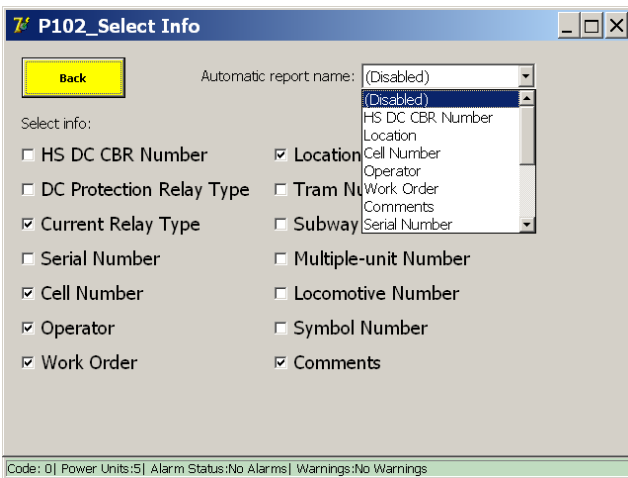 P102_Select Info
Back
Automatic report name: (Disabled)
(Disabled)
HS DC CBR Number
Location
Cell Number
Operator
Work Order
Comments
Serial Number
Select info:
HS DC CBR Number
Location
DC Protection Relay Type
Tram
Current Relay Type
Subway
Serial Number
Multiple-unit Number
Cell Number
Locomotive Number
Operator
Symbol Number
Work Order
Comments
Code: 0| Power Units:5| Alarm Status:No Alarms| Warnings:No Warnings